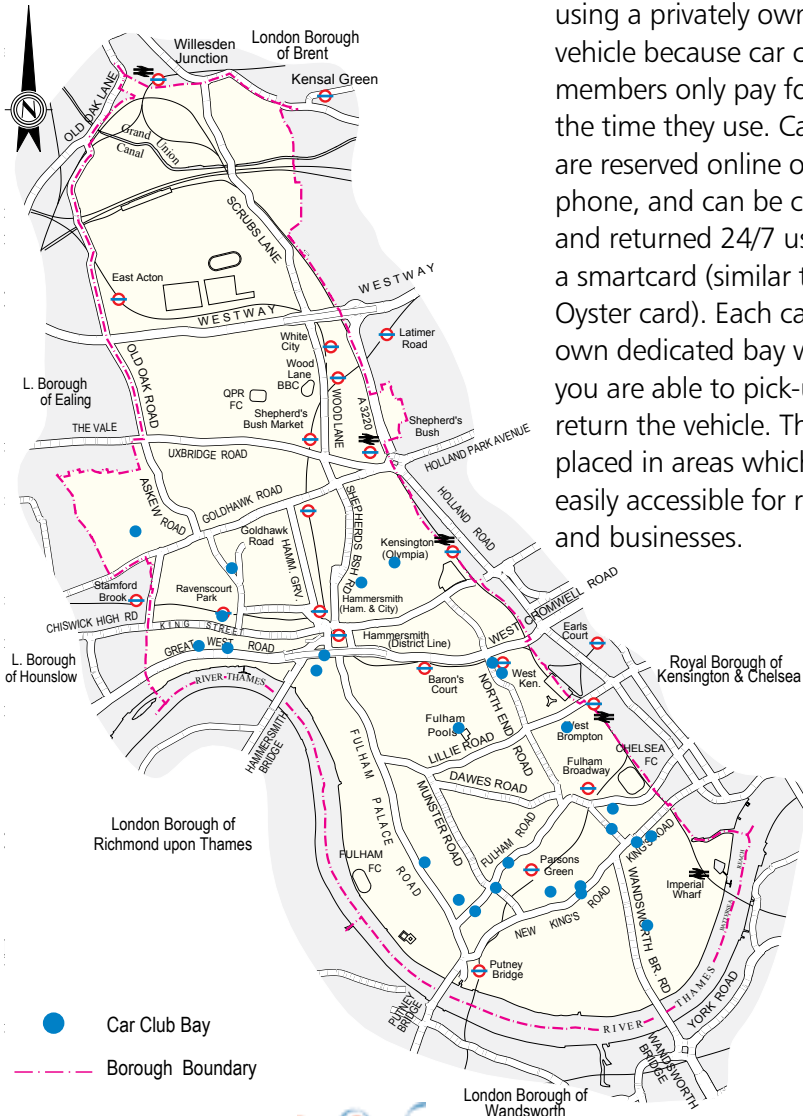 using a privately own
vehicle because car c
members only pay fo
the time they use. Ca
are reserved online o
phone, and can be c
and returned 24/7 us
a smartcard (similar t
Oyster card). Each ca
own dedicated bay w
you are able to pick-u
return the vehicle. Th
placed in areas which
easily accessible for r
and businesses.
Willesden
Junction
London Borough
of Brent
Kensal Green
OLD OAK LANE
N
Grand Union
Canal
SCRUBS LANE
East Acton
WESTWAY
WESTWAY
White
City
Latimer
Road
OLD OAK ROAD
Wood
Lane
BBC
L. Borough
of Ealing
QPR
FC
WOOD LANE
A3220
Shepherd's
Bush Market
Shepherd's
Bush
THE VALE
UXBRIDGE ROAD
HOLLAND PARK AVENUE
ASKEW ROAD
GOLDHAWK ROAD
SHEPHERDS BSH RD
HOLLAND ROAD
Goldhawk
Road
HAMM. GRV.
Kensington
(Olympia)
Stamford
Brook
Ravenscourt
Park
Hammersmith
(Ham. & City)
CHISWICK HIGH RD
KING STREET
Hammersmith
(District Line)
WEST CROMWELL ROAD
Earls
Court
GREAT WEST ROAD
L. Borough
of Hounslow
RIVER THAMES
Baron's
Court
West
Ken.
Royal Borough of
Kensington & Chelsea
HAMMERSMITH
BRIDGE
NORTH END ROAD
Fulham
Pools
West
Brompton
LILLIE ROAD
CHELSEA
FC
FULHAM PALACE ROAD
DAWES ROAD
Fulham
Broadway
MUNSTER ROAD
London Borough of
Richmond upon Thames
FULHAM ROAD
KING'S ROAD
FULHAM
FC
Parsons
Green
WANDSWORTH BR. RD
Imperial
Wharf
NEW KING'S ROAD
BATTERSEA REACH
Putney
Bridge
PUTNEY
BRIDGE
RIVER THAMES
YORK ROAD
WANDSWORTH
BRIDGE
Car Club Bay
Borough Boundary
London Borough of
Wandsworth